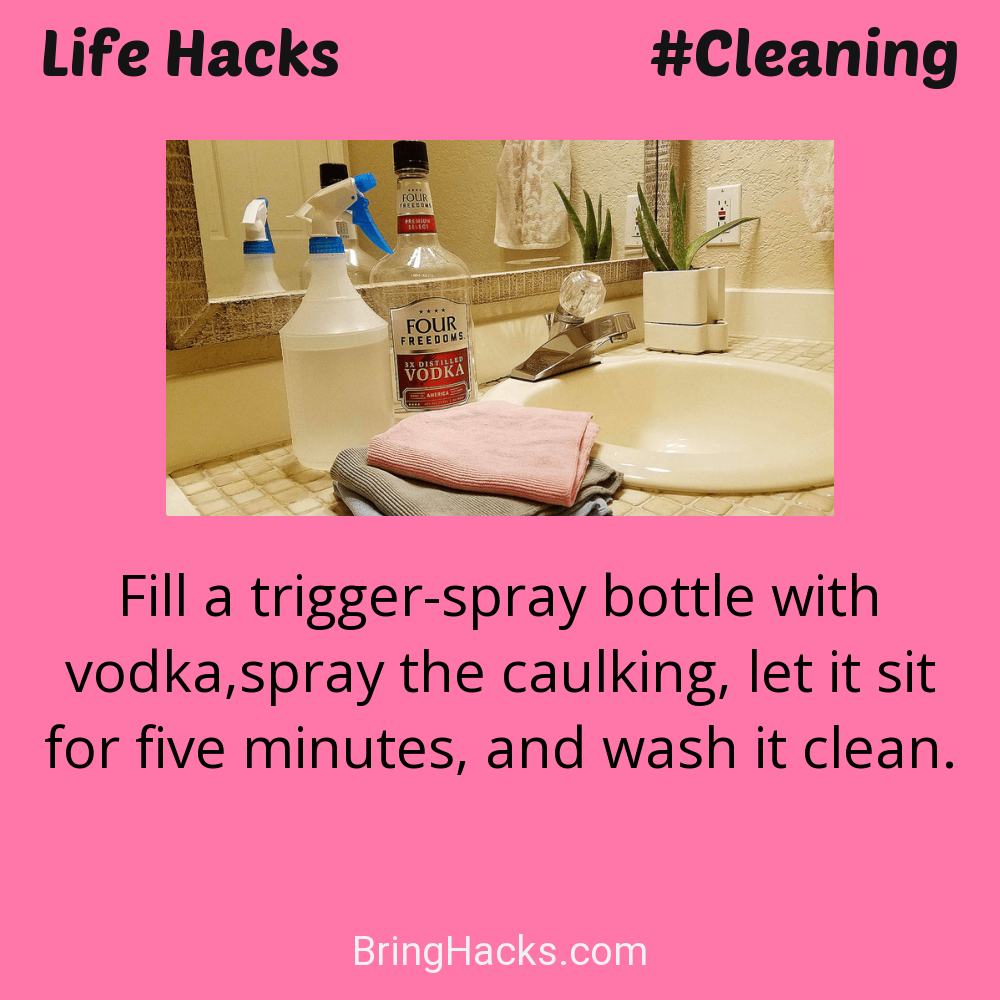 Life Hacks #Cleaning
FOUR
FREEDOMS
PREMIUM
SELECT
FOUR
FREEDOMS
3X DISTILLED
VODKA
AMERICA
Fill a trigger-spray bottle with
vodka,spray the caulking, let it sit
for five minutes, and wash it clean.
BringHacks.com